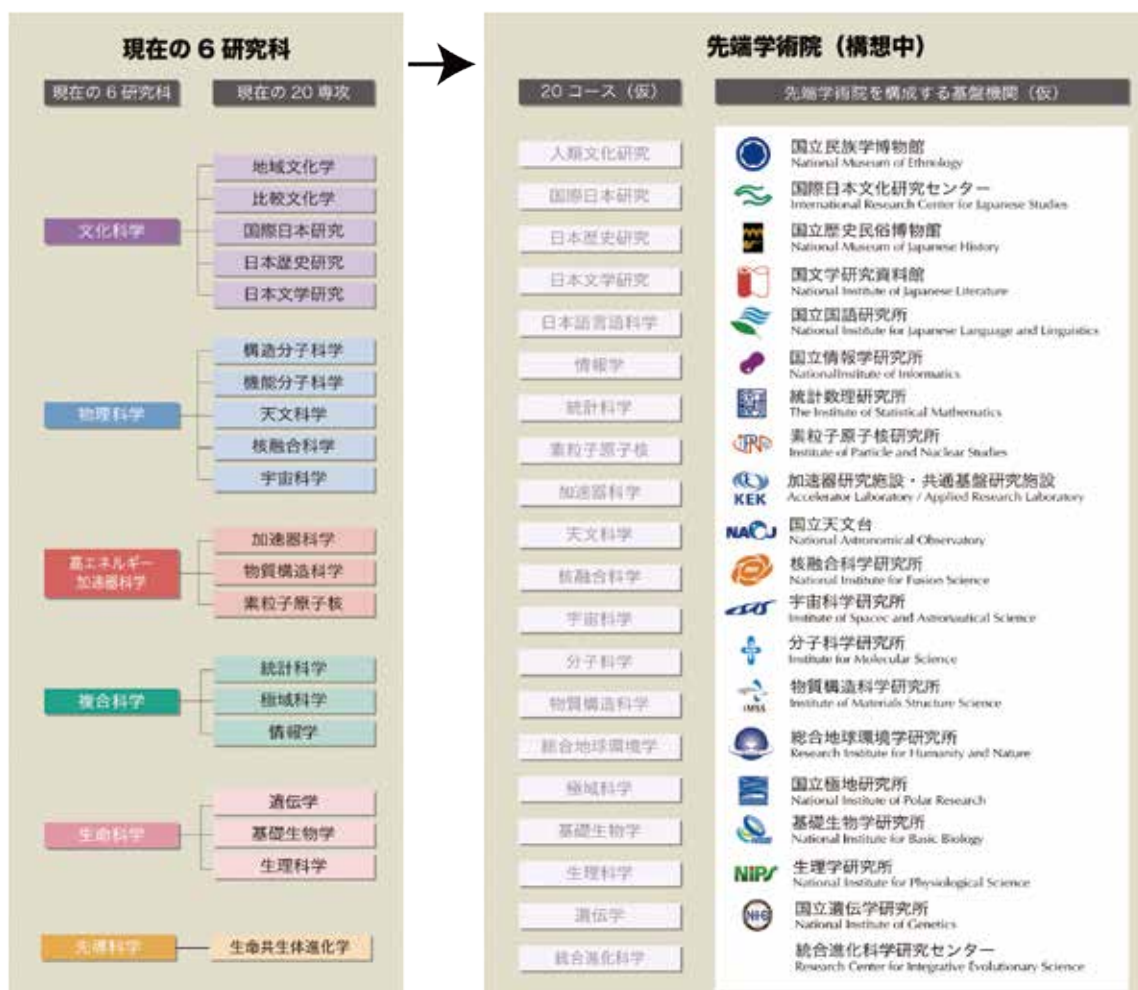 現在の6研究科
現在の6研究科
現在の20専攻
文化科学
地域文化学
比較文化学
国際日本研究
日本歴史研究
日本文学研究
物理科学
構造分子科学
機能分子科学
天文科学
核融合科学
宇宙科学
高エネルギー
加速器科学
加速器科学
物質構造科学
素粒子原子核
複合科学
統計科学
極域科学
情報学
生命科学
遺伝学
基礎生物学
生理科学
先導科学
生命共生体進化学
先端学術院（構想中）
20コース（仮）
先端学術院を構成する基盤機関（仮）
人類文化研究
国立民族学博物館
National Museum of Ethnology
国際日本研究
国際日本文化研究センター
International Research Center for Japanese Studies
日本歴史研究
国立歴史民俗博物館
National Museum of Japanese History
日本文学研究
国文学研究資料館
National Institute of Japanese Literature
日本語言語科学
国立国語研究所
National Institute for Japanese Language and Linguistics
情報学
国立情報学研究所
NationalInstitute of Informatics
統計科学
統計数理研究所
The Institute of Statistical Mathematics
素粒子原子核
素粒子原子核研究所
Institute of Particle and Nuclear Studies
加速器科学
KEK
加速器研究施設・共通基盤研究施設
Accelerator Laboratory / Applied Research Laboratory
天文科学
NAOJ
国立天文台
National Astronomical Observatory
核融合科学
核融合科学研究所
National Institute for Fusion Science
宇宙科学
宇宙科学研究所
Institute of Spacec and Astronautical Science
分子科学
分子科学研究所
Institute for Molecular Science
物質構造科学
IMSS
物質構造科学研究所
Institute of Materials Structure Science
総合地球環境学
総合地球環境学研究所
Research Institute for Humanity and Nature
極域科学
国立極地研究所
National Institute of Polar Research
基礎生物学
基礎生物学研究所
National Institute for Basic Biology
生理科学
NIPS
生理学研究所
National Institute for Physiological Science
遺伝学
NIG
国立遺伝学研究所
National Institute of Genetics
統合進化科学
統合進化科学研究センター
Research Center for Integrative Evolutionary Science